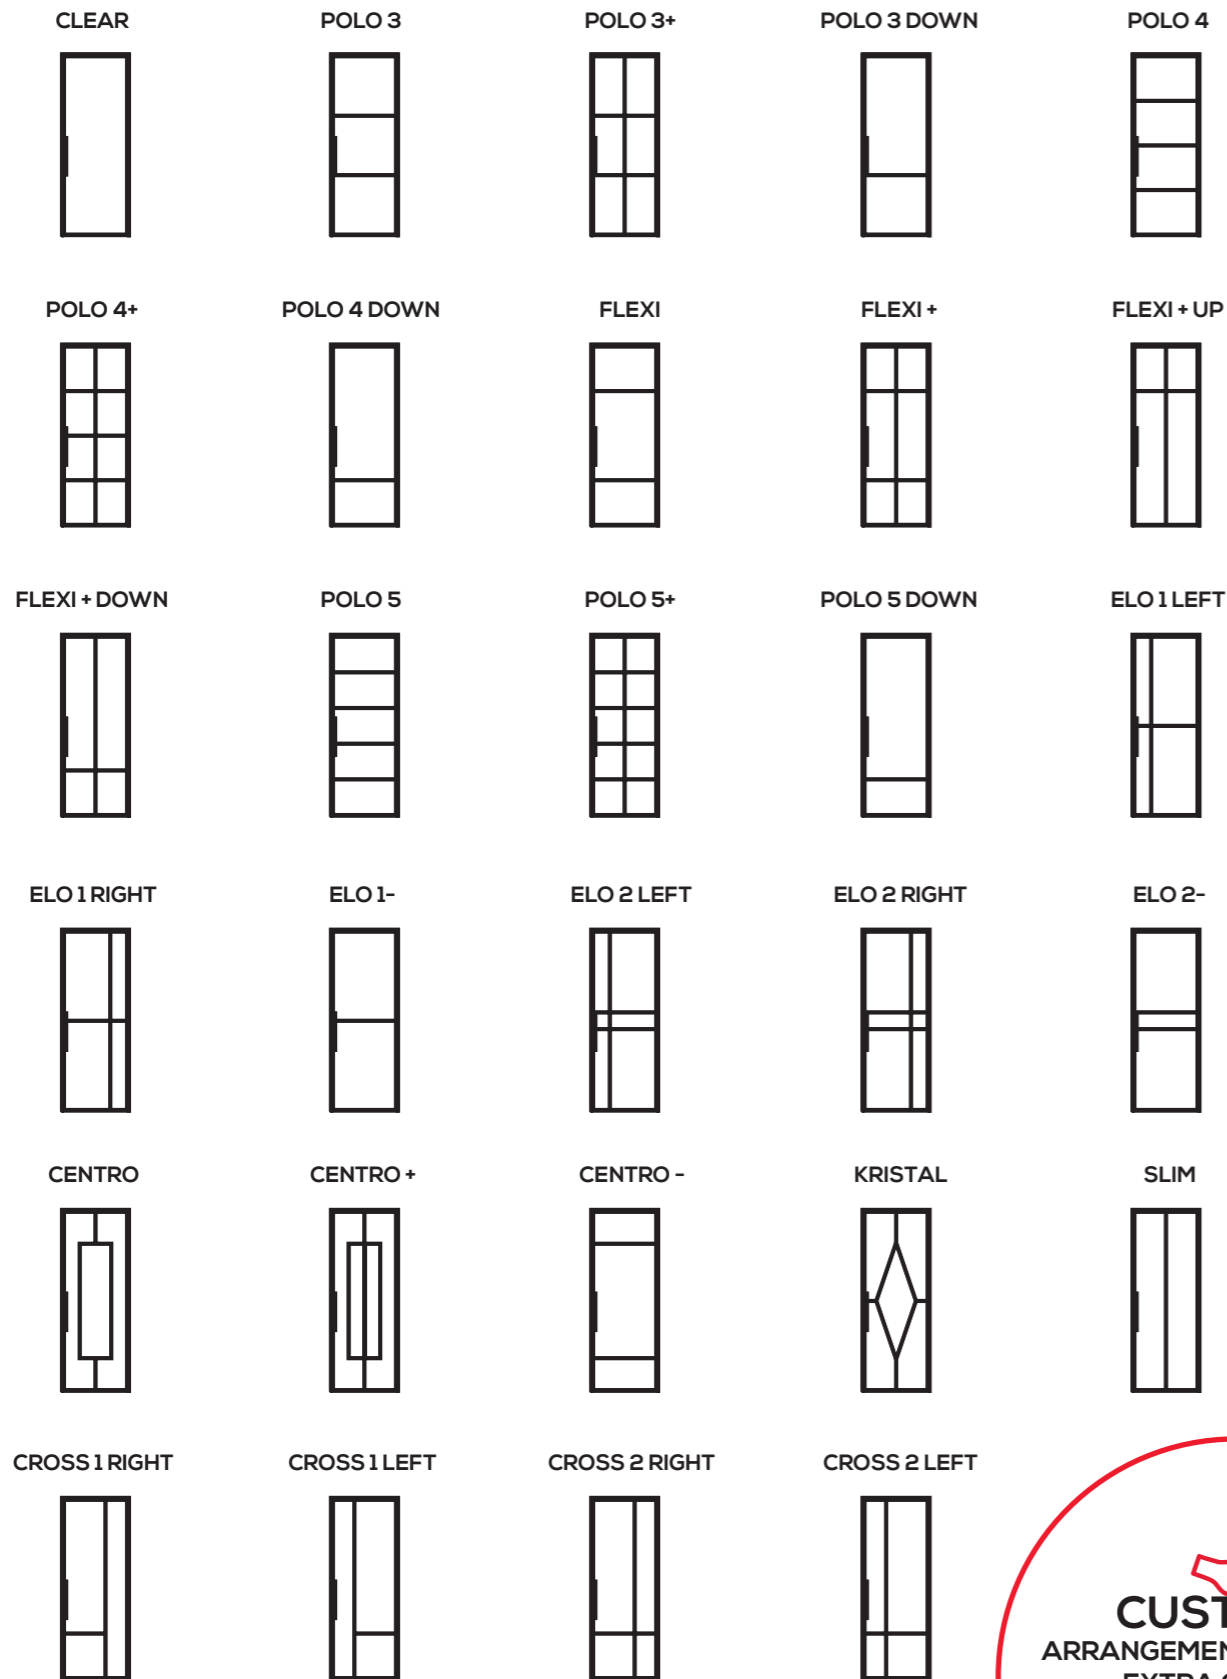 CLEAR
POLO 3
POLO 3+
POLO 3 DOWN
POLO 4
POLO 4+
POLO 4 DOWN
FLEXI
FLEXI +
FLEXI + UP
FLEXI + DOWN
POLO 5
POLO 5+
POLO 5 DOWN
ELO 1 LEFT
ELO 1 RIGHT
ELO 1-
ELO 2 LEFT
ELO 2 RIGHT
ELO 2-
CENTRO
CENTRO +
CENTRO -
KRISTAL
SLIM
CROSS 1 RIGHT
CROSS 1 LEFT
CROSS 2 RIGHT
CROSS 2 LEFT